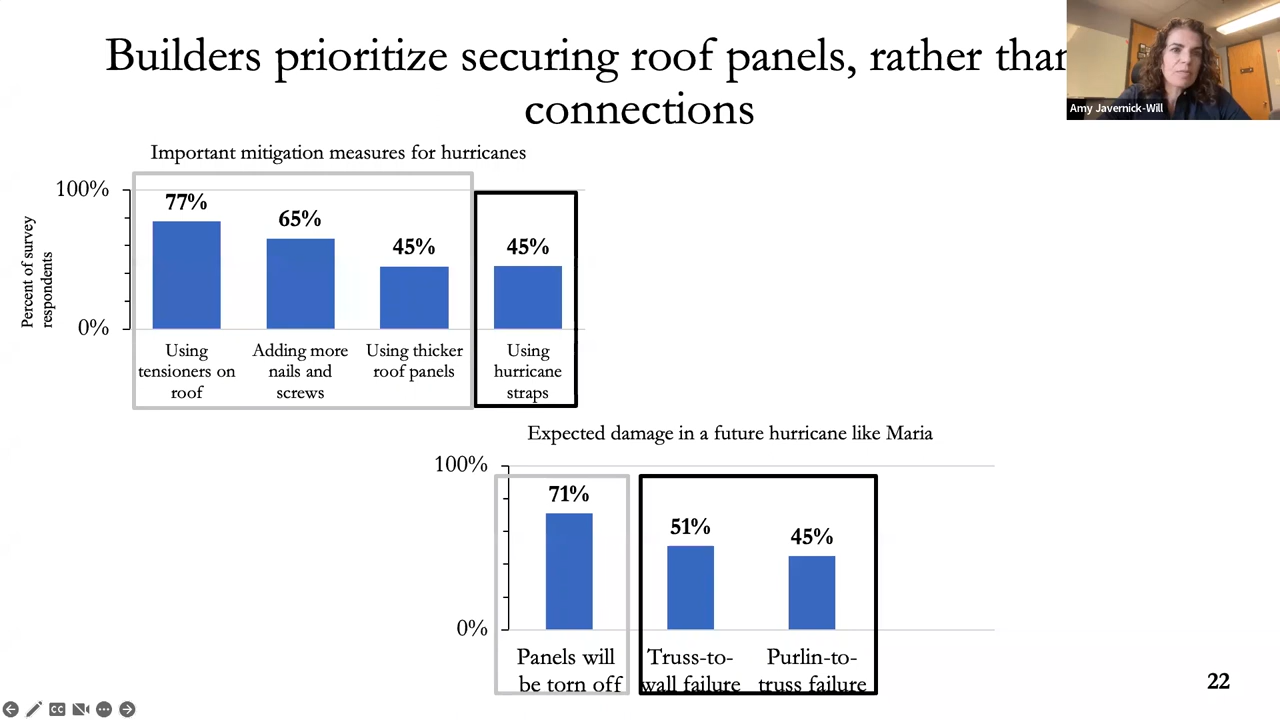 Builders prioritize securing roof panels, rather than
connections
Amy Javernick-Will
Important mitigation measures for hurricanes
Percent of survey
respondents
100%
0%
77%
65%
45%
45%
Using
tensioners on
roof
Adding more
nails and
screws
Using thicker
roof panels
Using
hurricane
straps
Expected damage in a future hurricane like Maria
100%
0%
71%
51%
45%
Panels will
be torn off
Truss-to-
wall failure
Purlin-to-
truss failure
22
CC